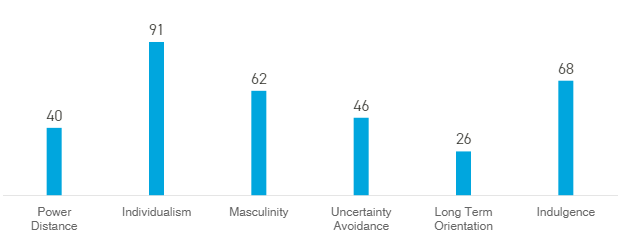 91
68
62
46
40
26
Power Distance
Individualism
Masculinity
Uncertainty Avoidance
Long Term Orientation
Indulgence